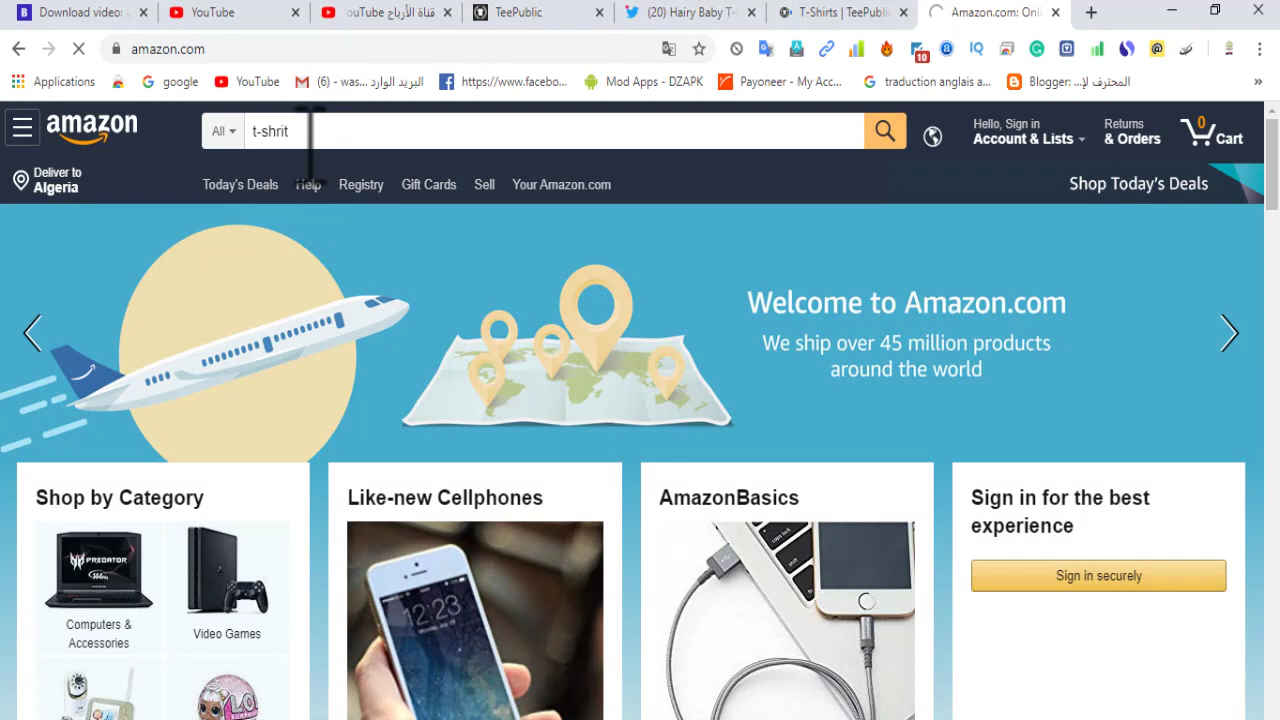 Download video: w
YouTube
YouTube قناة الأرباح
TeePublic
(20) Hairy Baby T-
T-Shirts | TeePublic
Amazon.com: Onl
amazon.com
10
Applications
google
YouTube
(6) - was... البريد الوارد
https://www.facebo...
Mod Apps - DZAPK
Payoneer - My Acc...
traduction anglais a...
Blogger: المحترف لإ...
»
amazon
All
t-shrit
Hello, Sign in
Account & Lists
Returns
& Orders
0
Cart
Deliver to
Algeria
Today's Deals
Help
Registry
Gift Cards
Sell
Your Amazon.com
Shop Today's Deals
Welcome to Amazon.com
We ship over 45 million products
around the world
Shop by Category
PREDATOR
Computers &
Accessories
Video Games
Like-new Cellphones
12:23
AmazonBasics
Sign in for the best
experience
Sign in securely